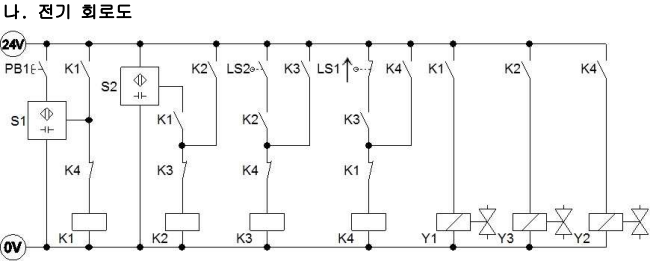 나. 전기 회로도
24V
PB1 K1 K2 LS2 K3 LS1 K4 K1 K2 K4
S2
S1 K1 K2 K3
K4 K3 K4 K1
K1 K2 K3 K4 Y1 Y3 Y2
0V